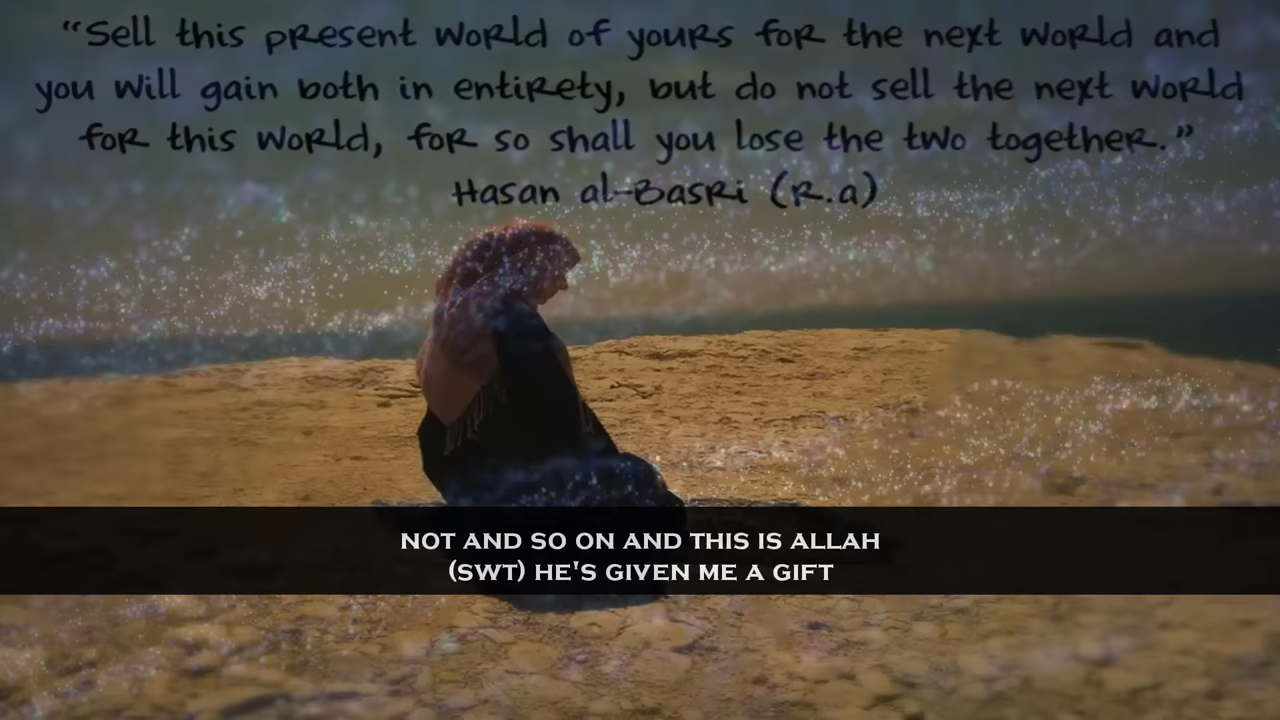 “Sell this present world of yours for the next world and
you will gain both in entirety, but do not sell the next world
for this world, for so shall you lose the two together.”
Hasan al-Basri (R.a)
NOT AND SO ON AND THIS IS ALLAH
(SWT) HE'S GIVEN ME A GIFT